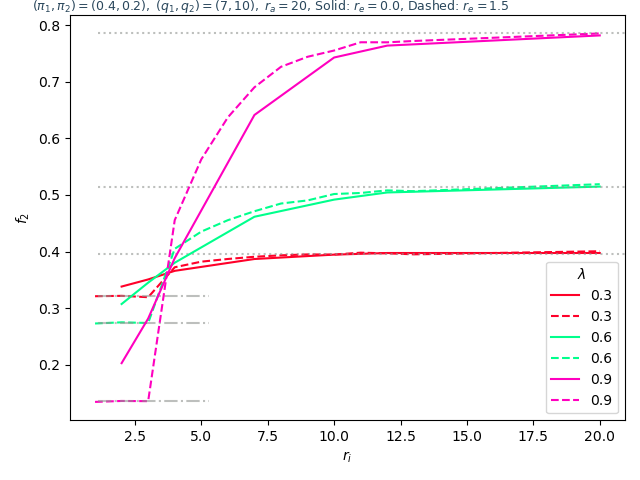 (π₁, π₂) = (0.4, 0.2), (q₁, q₂) = (7, 10), rₐ = 20, Solid: rₑ = 0.0, Dashed: rₑ = 1.5
0.8
0.7
0.6
f₂
0.5
0.4
0.3
0.2
λ
0.3
0.3
0.6
0.6
0.9
0.9
2.5 5.0 7.5 10.0 12.5 15.0 17.5 20.0
rᵢ